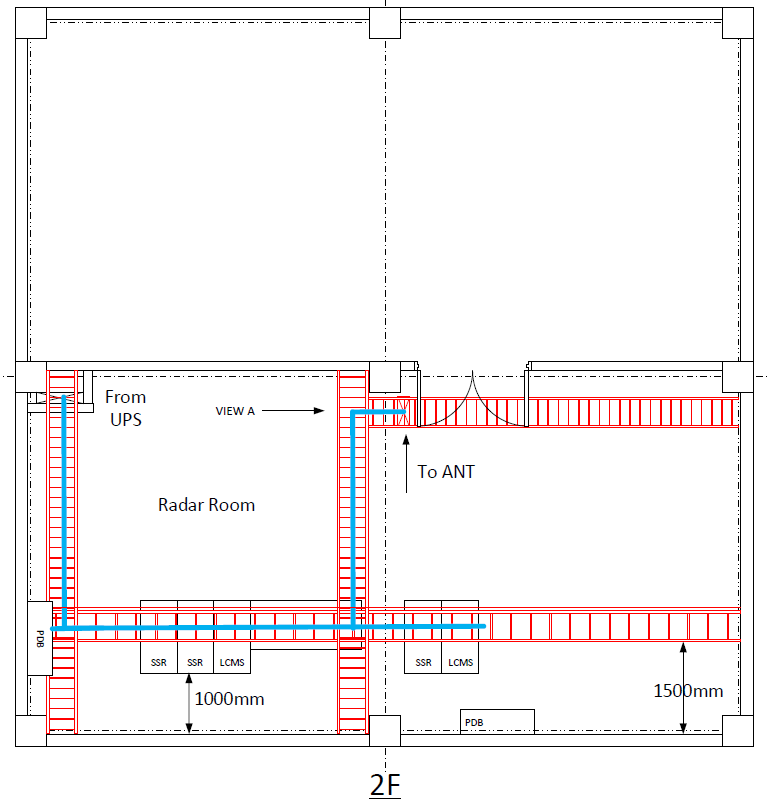 From
UPS
VIEW A
To ANT
Radar Room
PDB
SSR
SSR
LCMS
SSR
LCMS
1000mm
1500mm
PDB
2F